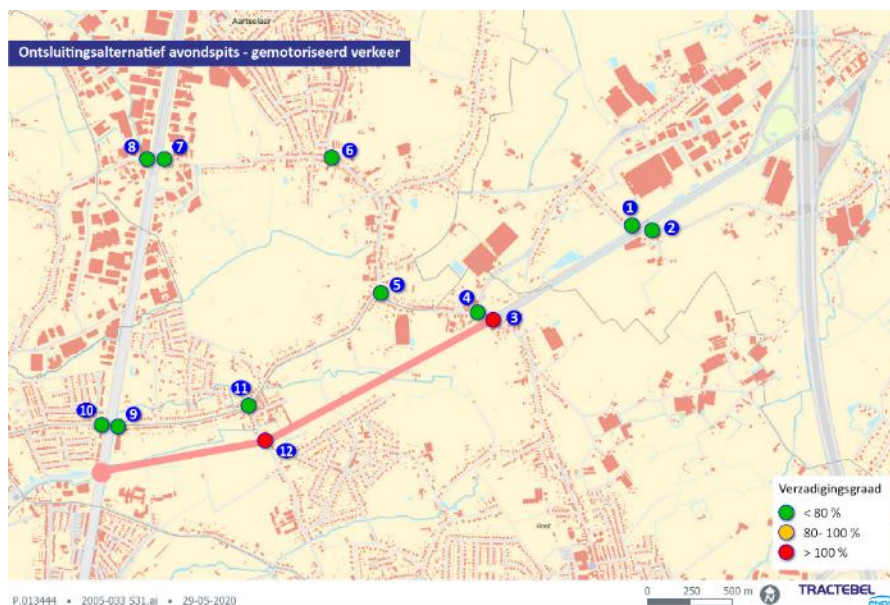 Aartselaar
Ontsluitingsalternatief avondspits - gemotoriseerd verkeer
8
7
6
1
2
5
4
3
11
10
9
12
Verzadigingsgraad
< 80 %
80- 100 %
> 100 %
P.013444 • 2005-033 S31.ai • 29-05-2020
0 250 500 m
N
TRACTEBEL